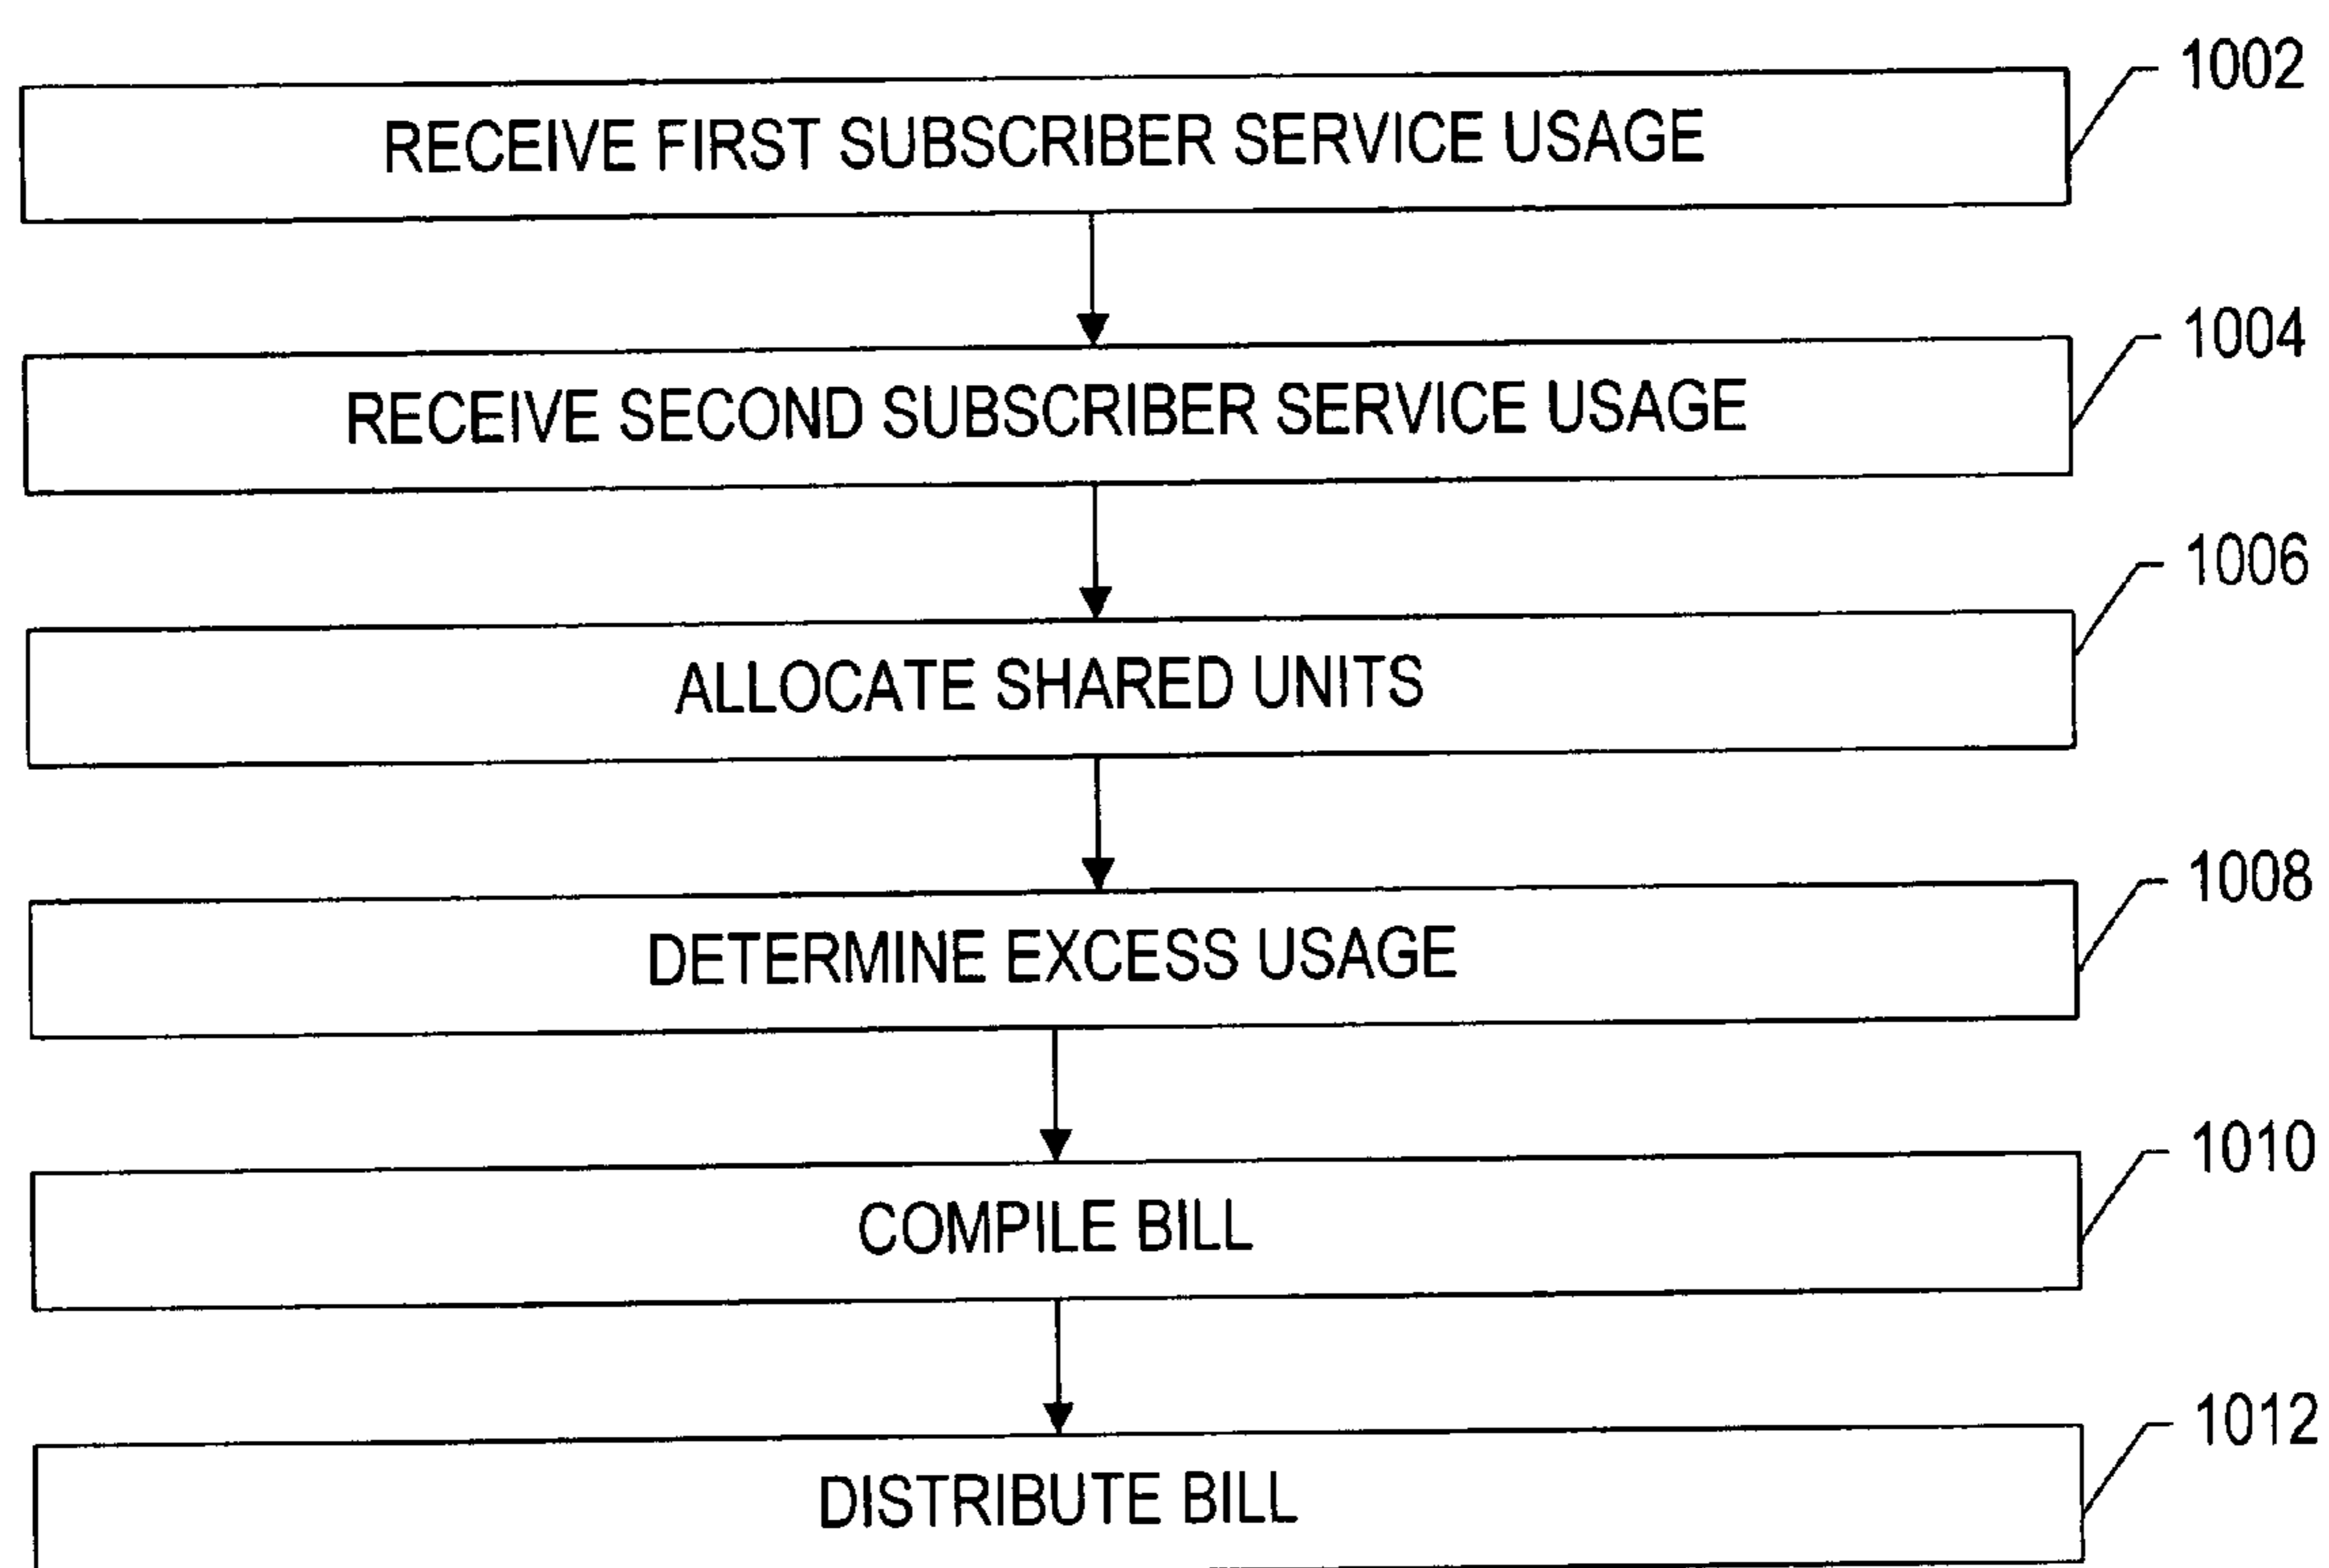 1002
RECEIVE FIRST SUBSCRIBER SERVICE USAGE
1004
RECEIVE SECOND SUBSCRIBER SERVICE USAGE
1006
ALLOCATE SHARED UNITS
1008
DETERMINE EXCESS USAGE
1010
COMPILE BILL
1012
DISTRIBUTE BILL